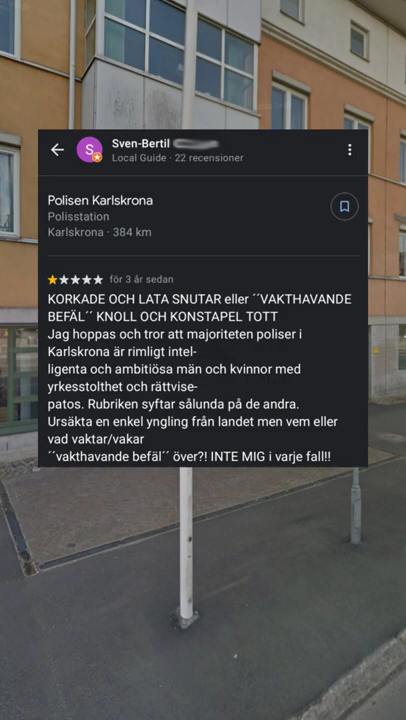 Sven-Bertil
Local Guide · 22 recensioner
S
Polisen Karlskrona
Polisstation
Karlskrona · 384 km
för 3 år sedan
KORKADE OCH LATA SNUTAR eller ´´VAKTHAVANDE
BEFÄL´´ KNOLL OCH KONSTAPEL TOTT
Jag hoppas och tror att majoriteten poliser i
Karlskrona är rimligt intel-
ligenta och ambitiösa män och kvinnor med
yrkesstolthet och rättvise-
patos. Rubriken syftar sålunda på de andra.
Ursäkta en enkel yngling från landet men vem eller
vad vaktar/vakar
´´vakthavande befäl´´ över?! INTE MIG i varje fall!!